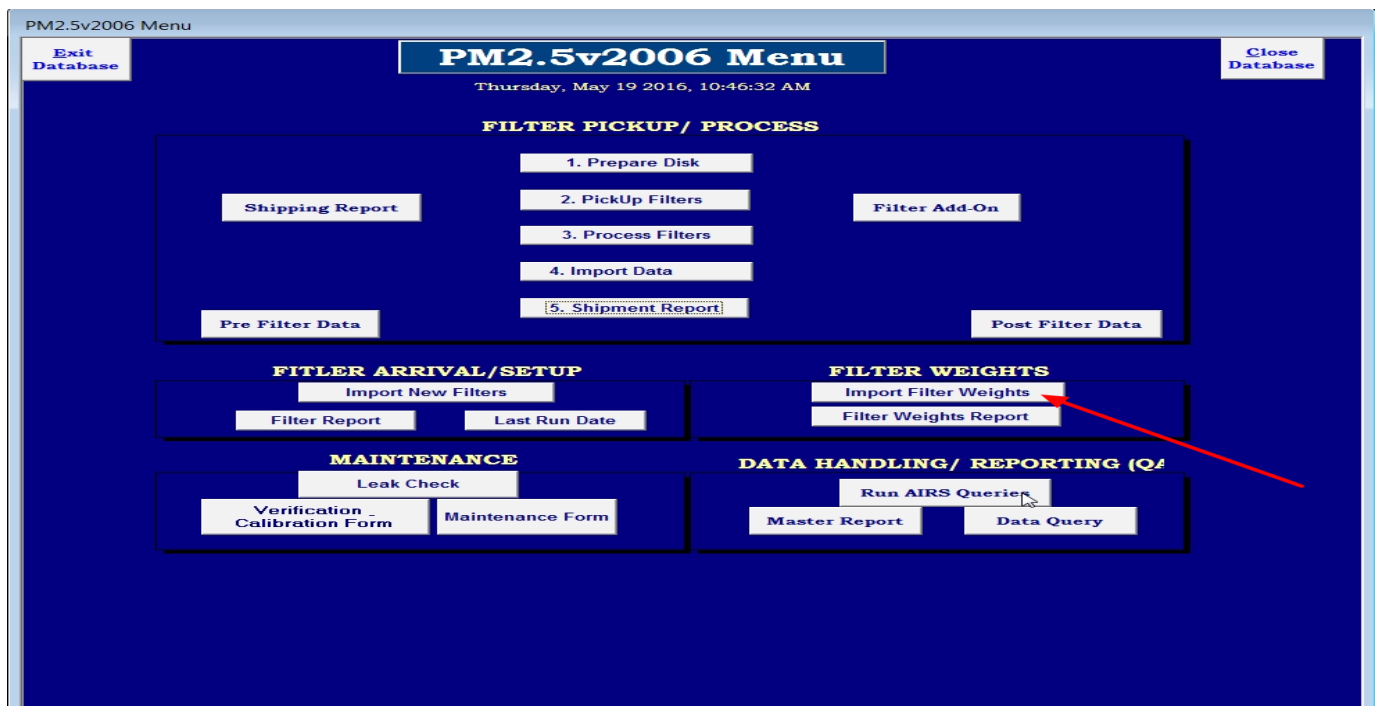 PM2.5v2006 Menu
Exit
Database
PM2.5v2006 Menu
Close
Database
Thursday, May 19 2016, 10:46:32 AM
FILTER PICKUP/ PROCESS
1. Prepare Disk
Shipping Report
2. PickUp Filters
Filter Add-On
3. Process Filters
4. Import Data
5. Shipment Report
Pre Filter Data
Post Filter Data
FITLER ARRIVAL/SETUP
Import New Filters
Filter Report
Last Run Date
FILTER WEIGHTS
Import Filter Weights
Filter Weights Report
MAINTENANCE
Leak Check
Verification -
Calibration Form
Maintenance Form
DATA HANDLING/ REPORTING (QA
Run AIRS Queries
Master Report
Data Query